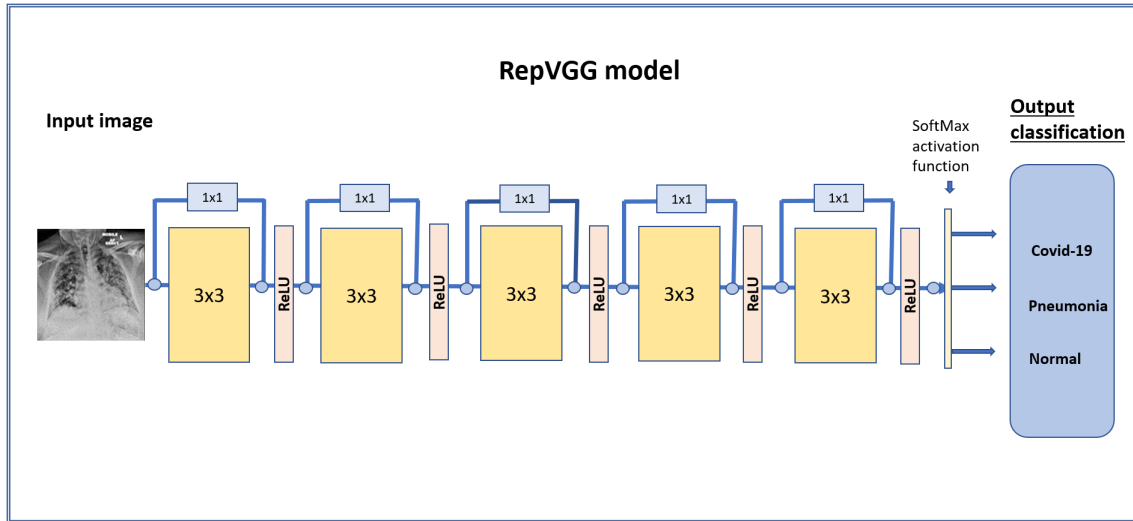 RepVGG model
Input image
SoftMax
activation
function
Output
classification
1x1
1x1
1x1
1x1
1x1
3x3
ReLU
3x3
ReLU
3x3
ReLU
3x3
ReLU
3x3
ReLU
Covid-19
Pneumonia
Normal